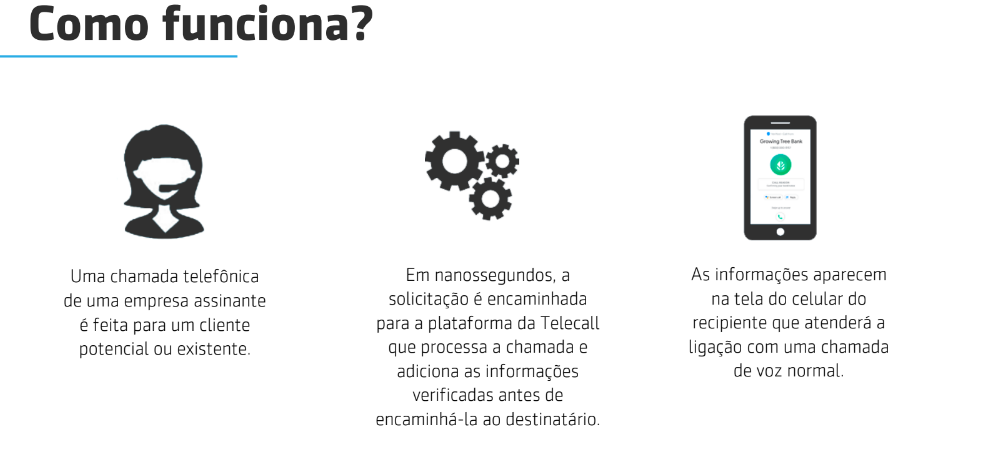 Como funciona?
Uma chamada telefônica
de uma empresa assinante
é feita para um cliente
potencial ou existente.
Em nanossegundos, a
solicitação é encaminhada
para a plataforma da Telecall
que processa a chamada e
adiciona as informações
verificadas antes de
encaminhá-la ao destinatário.
Growing Tree Bank
As informações aparecem
na tela do celular do
recipiente que atenderá a
ligação com uma chamada
de voz normal.